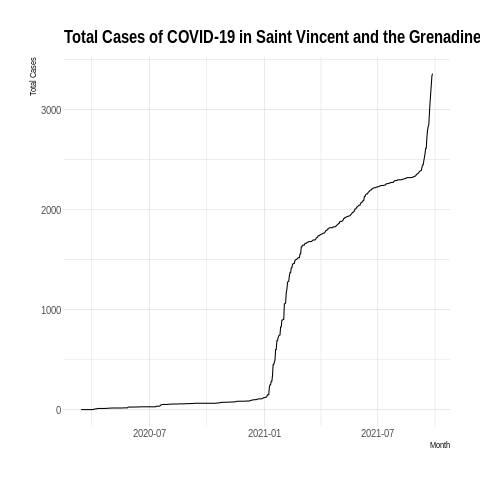 Total Cases of COVID-19 in Saint Vincent and the Grenadine
Total Cases
3000
2000
1000
0
2020-07 2021-01 2021-07
Month